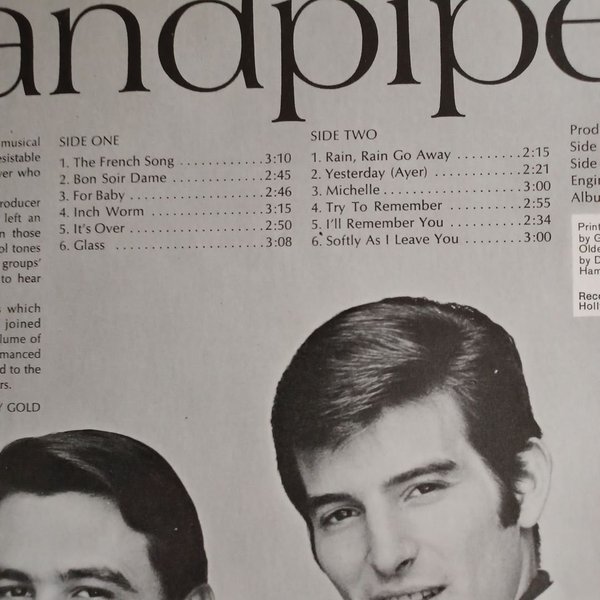 andpipe
musical
esistable
ver who
roducer
left an
n those
ol tones
groups'
to hear
s which
joined
lume of
manced
d to the
rs.
Y GOLD
SIDE ONE
1. The French Song 3:10
2. Bon Soir Dame 2:45
3. For Baby 2:46
4. Inch Worm 3:15
5. It's Over 2:50
6. Glass 3:08
SIDE TWO
1. Rain, Rain Go Away 2:15
2. Yesterday (Ayer) 2:21
3. Michelle 3:00
4. Try To Remember 2:55
5. I'll Remember You 2:34
6. Softly As I Leave You 3:00
Prod
Side
Side
Engin
Albu
Print
by G
Olde
by D
Ham
Reco
Holly